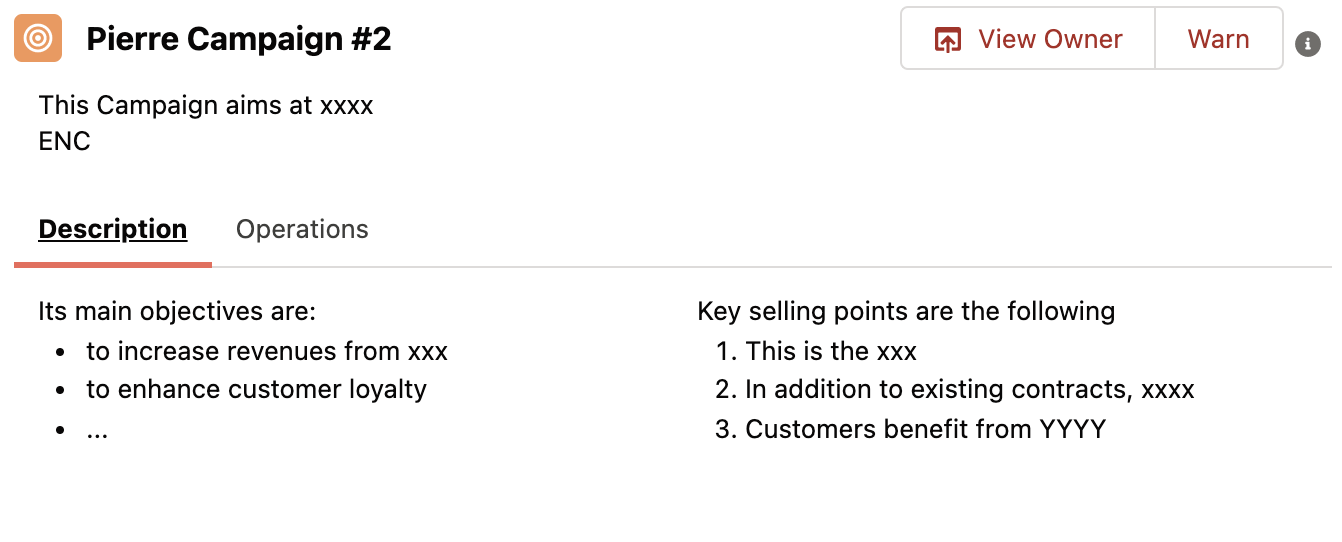 Pierre Campaign #2
View Owner
Warn
This Campaign aims at xxxx
ENC
Description
Operations
Its main objectives are:
• to increase revenues from xxx
• to enhance customer loyalty
• ...
Key selling points are the following
1. This is the xxx
2. In addition to existing contracts, xxxx
3. Customers benefit from YYYY